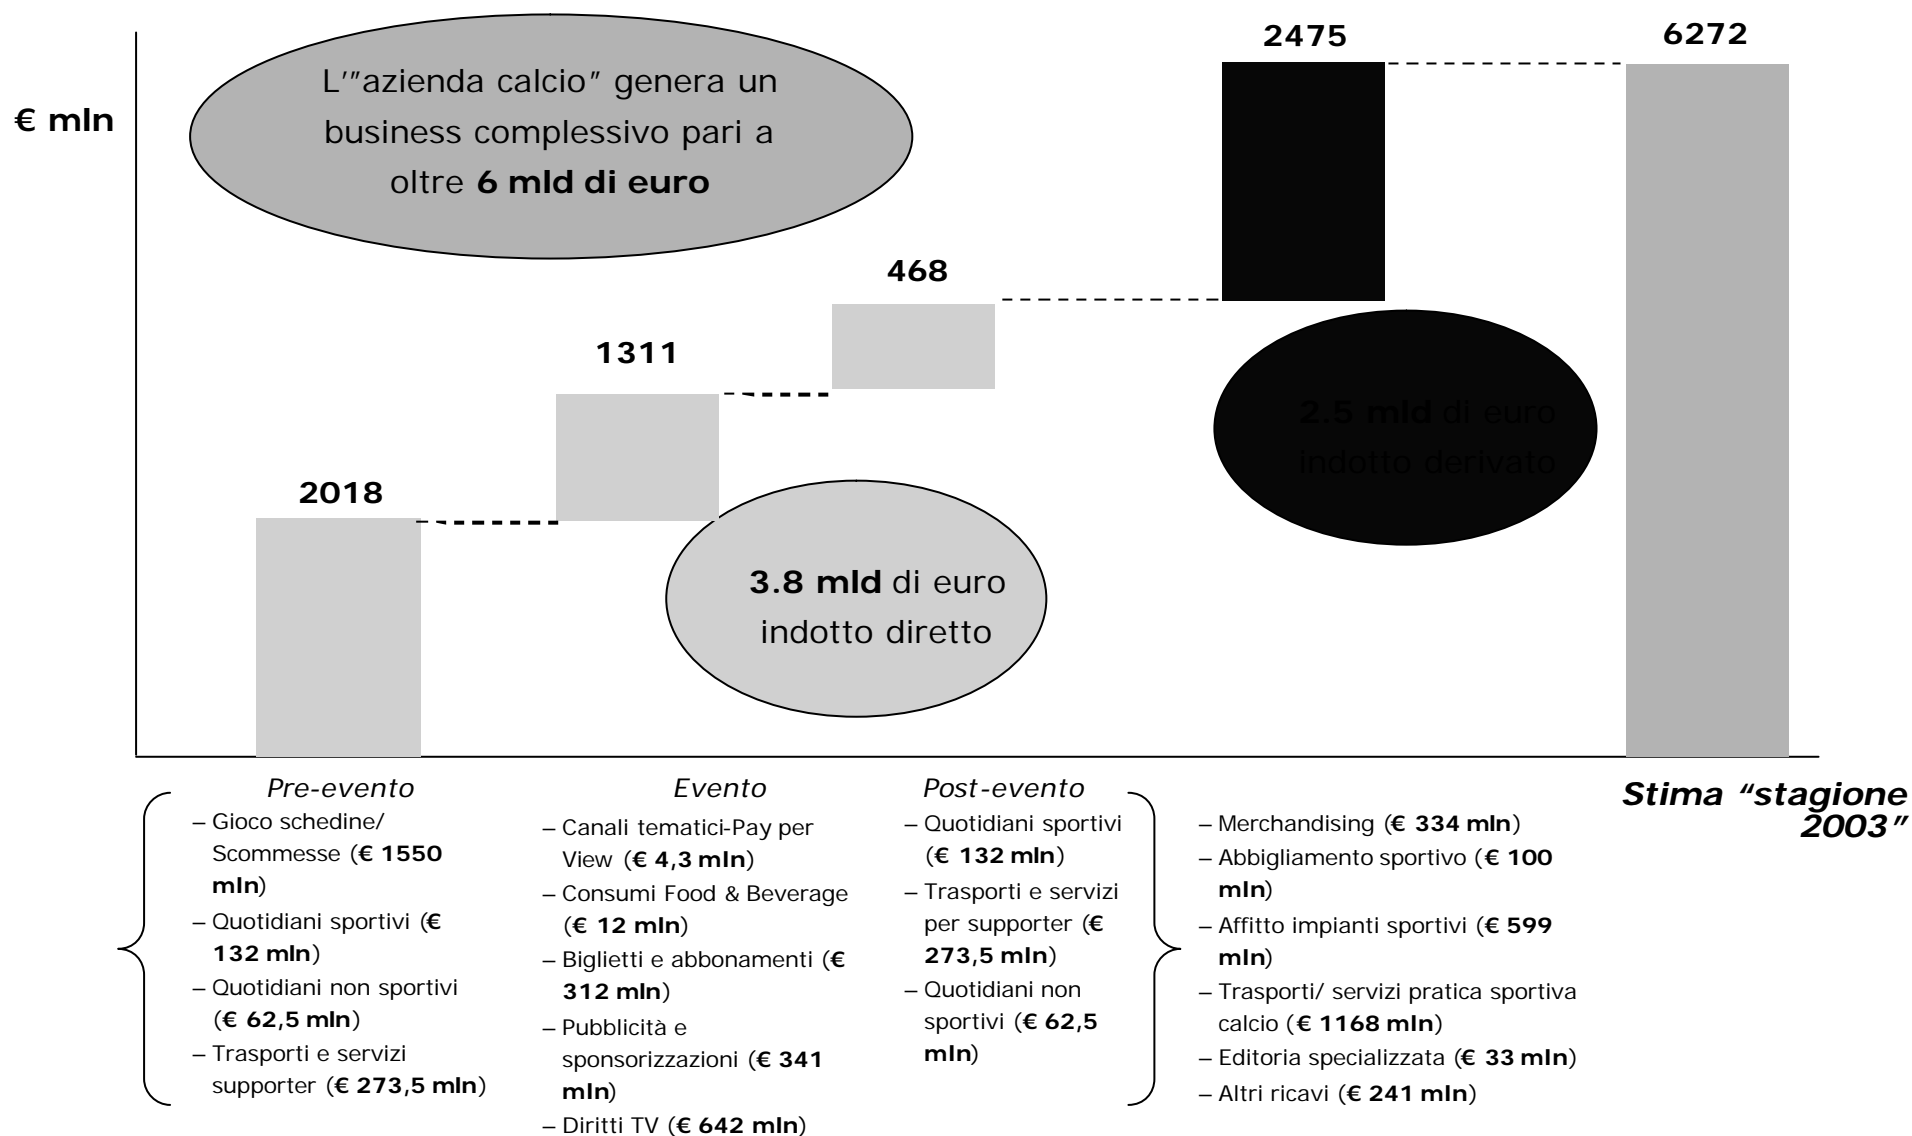 2475
6272
L'"azienda calcio" genera un
business complessivo pari a
oltre 6 mld di euro
€ mln
468
1311
2.5 mld di euro
indotto derivato
2018
3.8 mld di euro
indotto diretto
Pre-evento
– Gioco schedine/
Scommesse (€ 1550
mln)
– Quotidiani sportivi (€
132 mln)
– Quotidiani non sportivi
(€ 62,5 mln)
– Trasporti e servizi
supporter (€ 273,5 mln)
Evento
– Canali tematici-Pay per
View (€ 4,3 mln)
– Consumi Food & Beverage
(€ 12 mln)
– Biglietti e abbonamenti (€
312 mln)
– Pubblicità e
sponsorizzazioni (€ 341
mln)
– Diritti TV (€ 642 mln)
Post-evento
– Quotidiani sportivi
(€ 132 mln)
– Trasporti e servizi
per supporter (€
273,5 mln)
– Quotidiani non
sportivi (€ 62,5
mln)
– Merchandising (€ 334 mln)
– Abbigliamento sportivo (€ 100
mln)
– Affitto impianti sportivi (€ 599
mln)
– Trasporti/ servizi pratica sportiva
calcio (€ 1168 mln)
– Editoria specializzata (€ 33 mln)
– Altri ricavi (€ 241 mln)
Stima “stagione
2003”